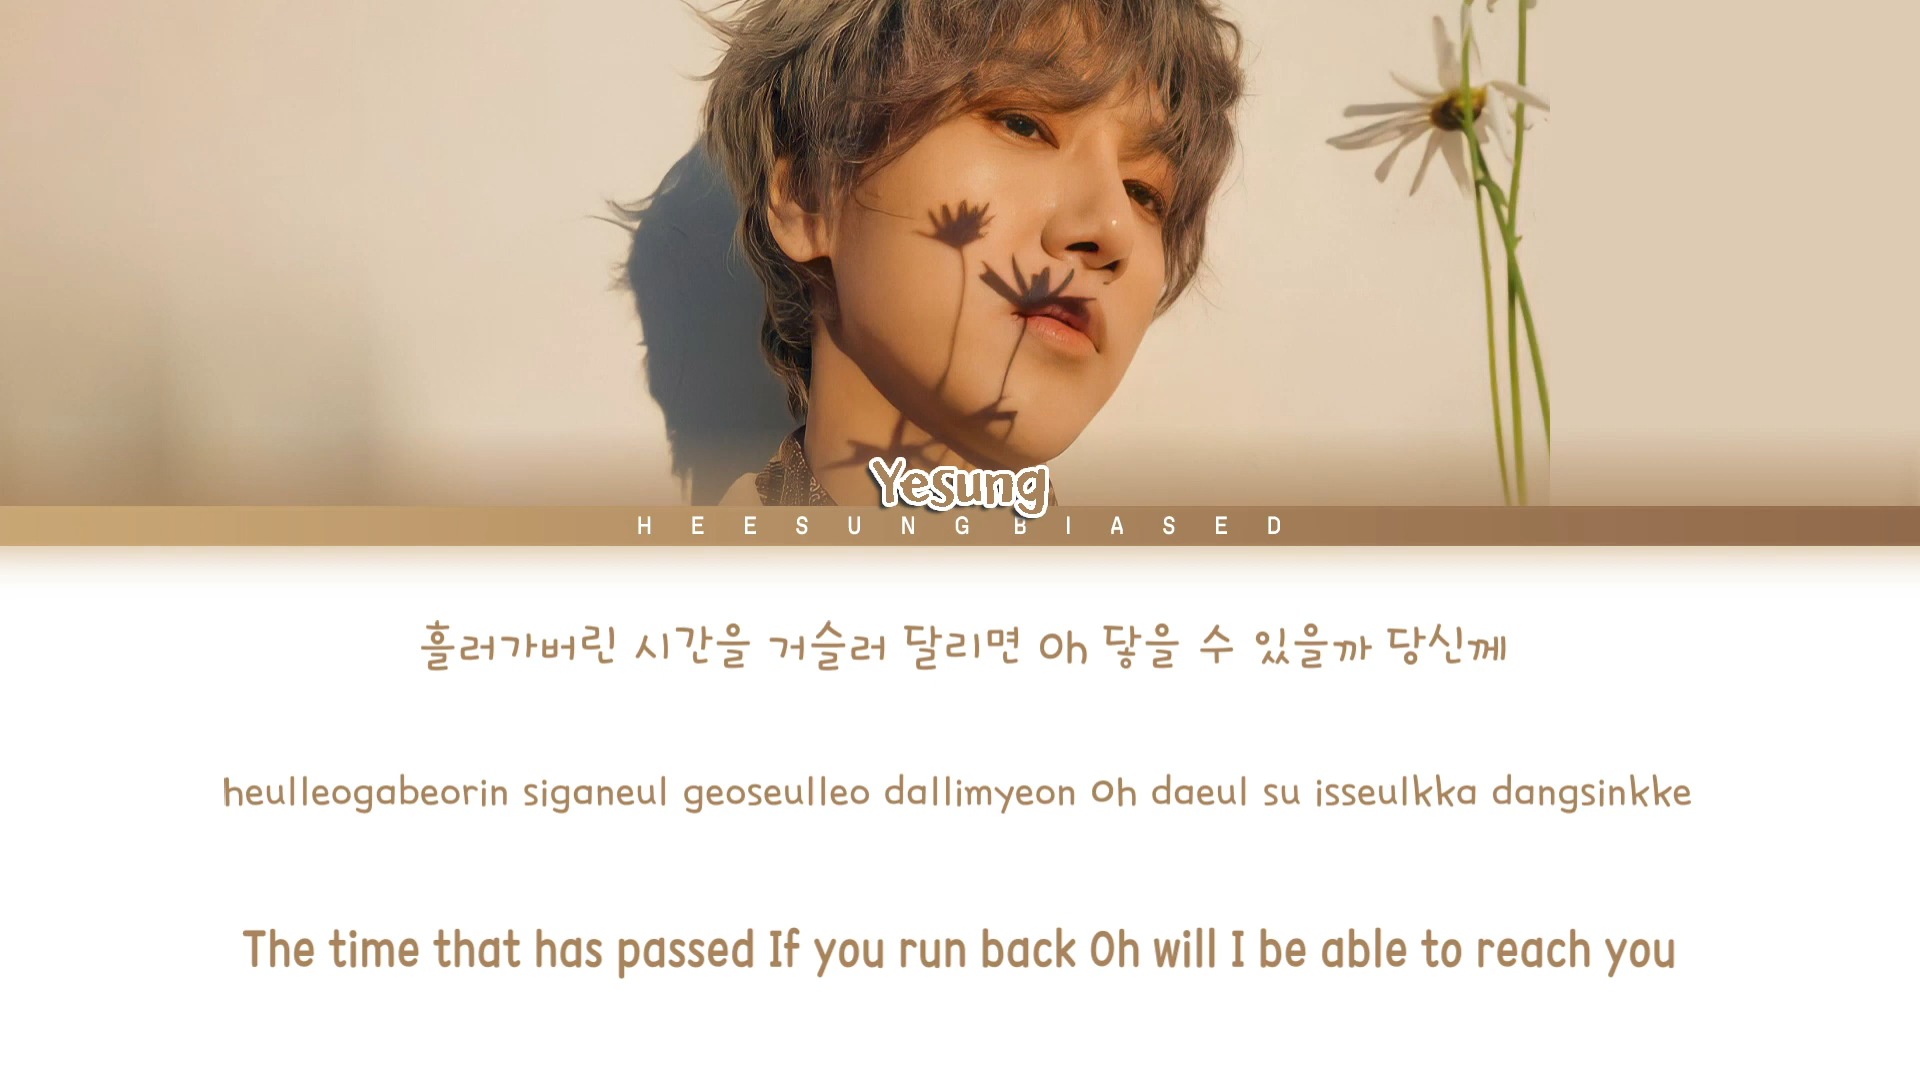 Yesung
HEESUNGBIASED
흘러가버린 시간을 거슬러 달리면 Oh 닿을 수 있을까 당신께
heulleogabeorin siganeul geoseulleo dallimyeon Oh daeul su isseulkka dangsinkke
The time that has passed If you run back Oh will I be able to reach you